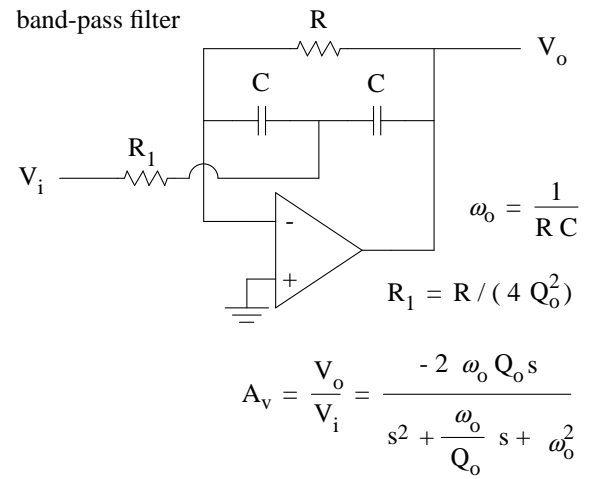 band-pass filter
R
V_o
C C
R_1
V_i
-
+
ω_o = 1 / R C
R_1 = R / ( 4 Q_o^2 )
A_v = V_o / V_i = - 2 ω_o Q_o s / s^2 + ω_o / Q_o s + ω_o^2